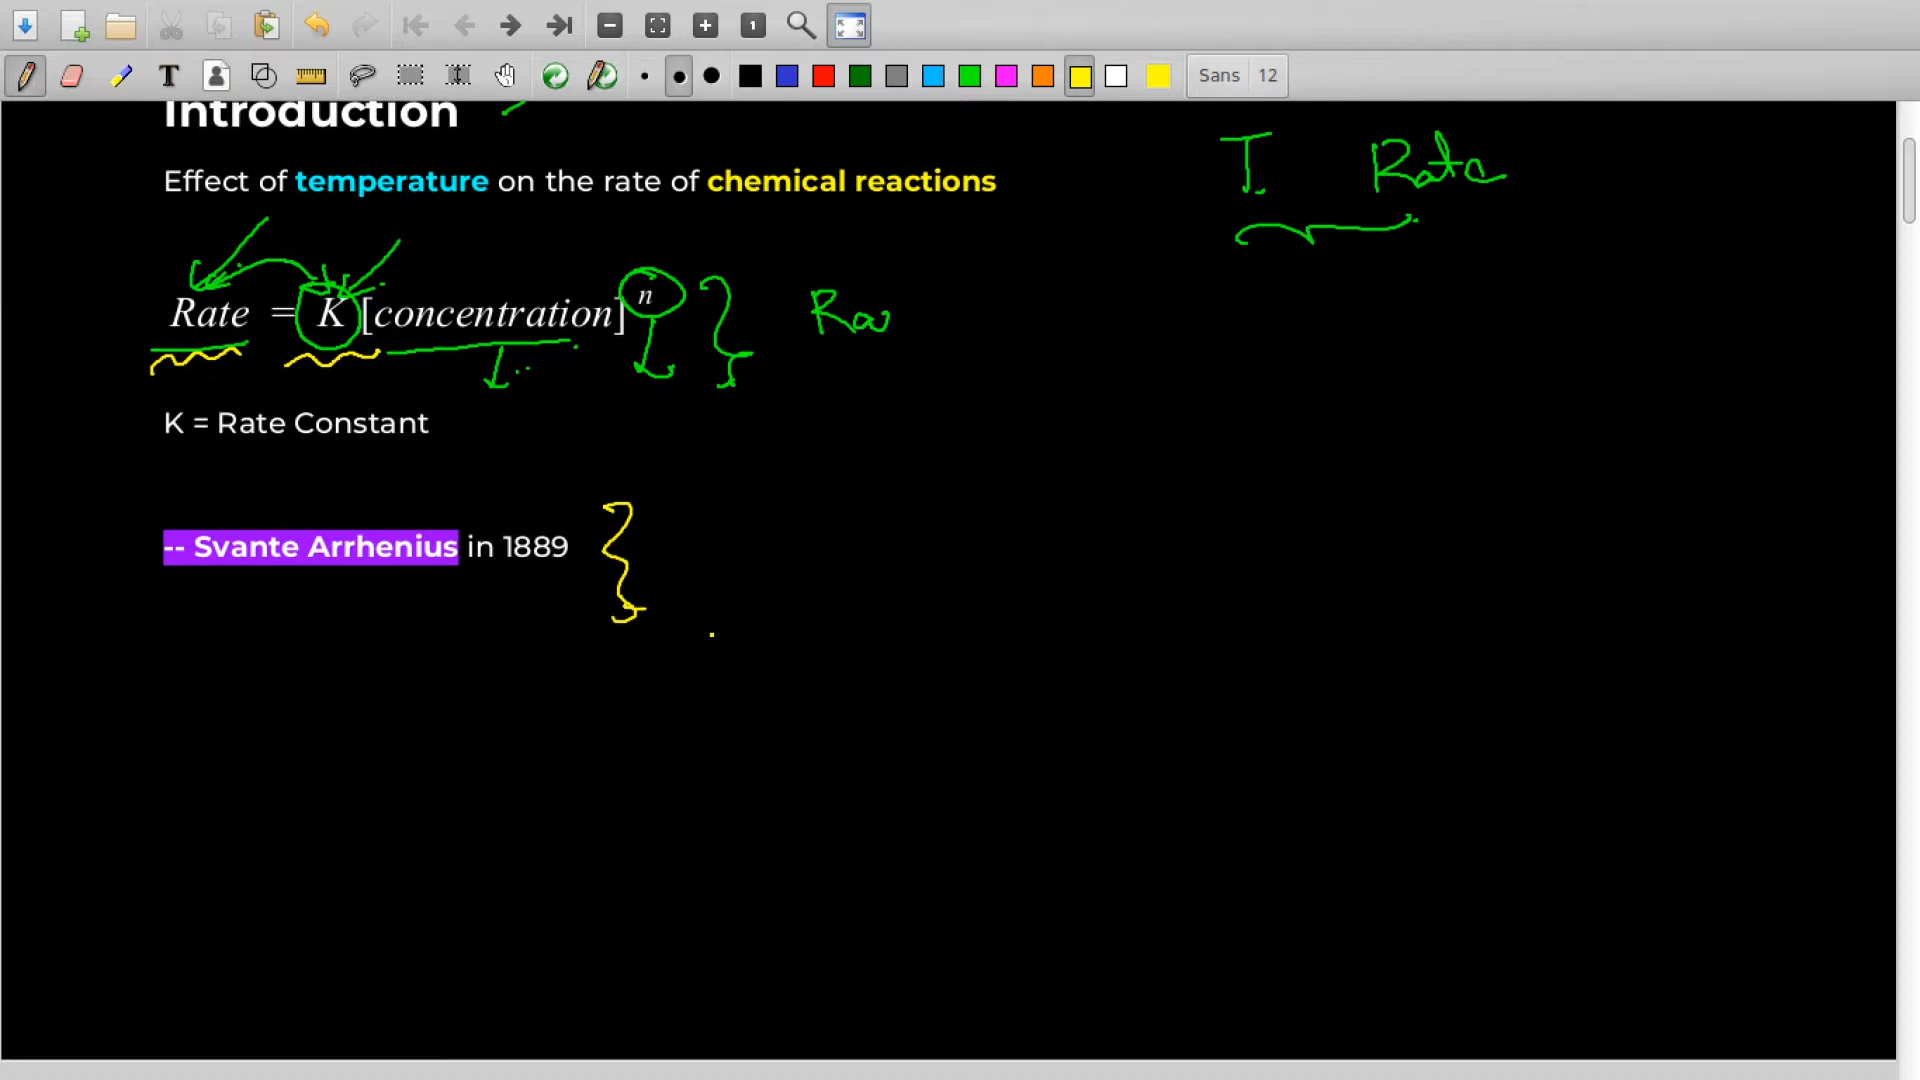 Sans 12
Introduction
T Rate
Effect of temperature on the rate of chemical reactions
Rate = K [concentration]^n
K = Rate Constant
-- Svante Arrhenius in 1889